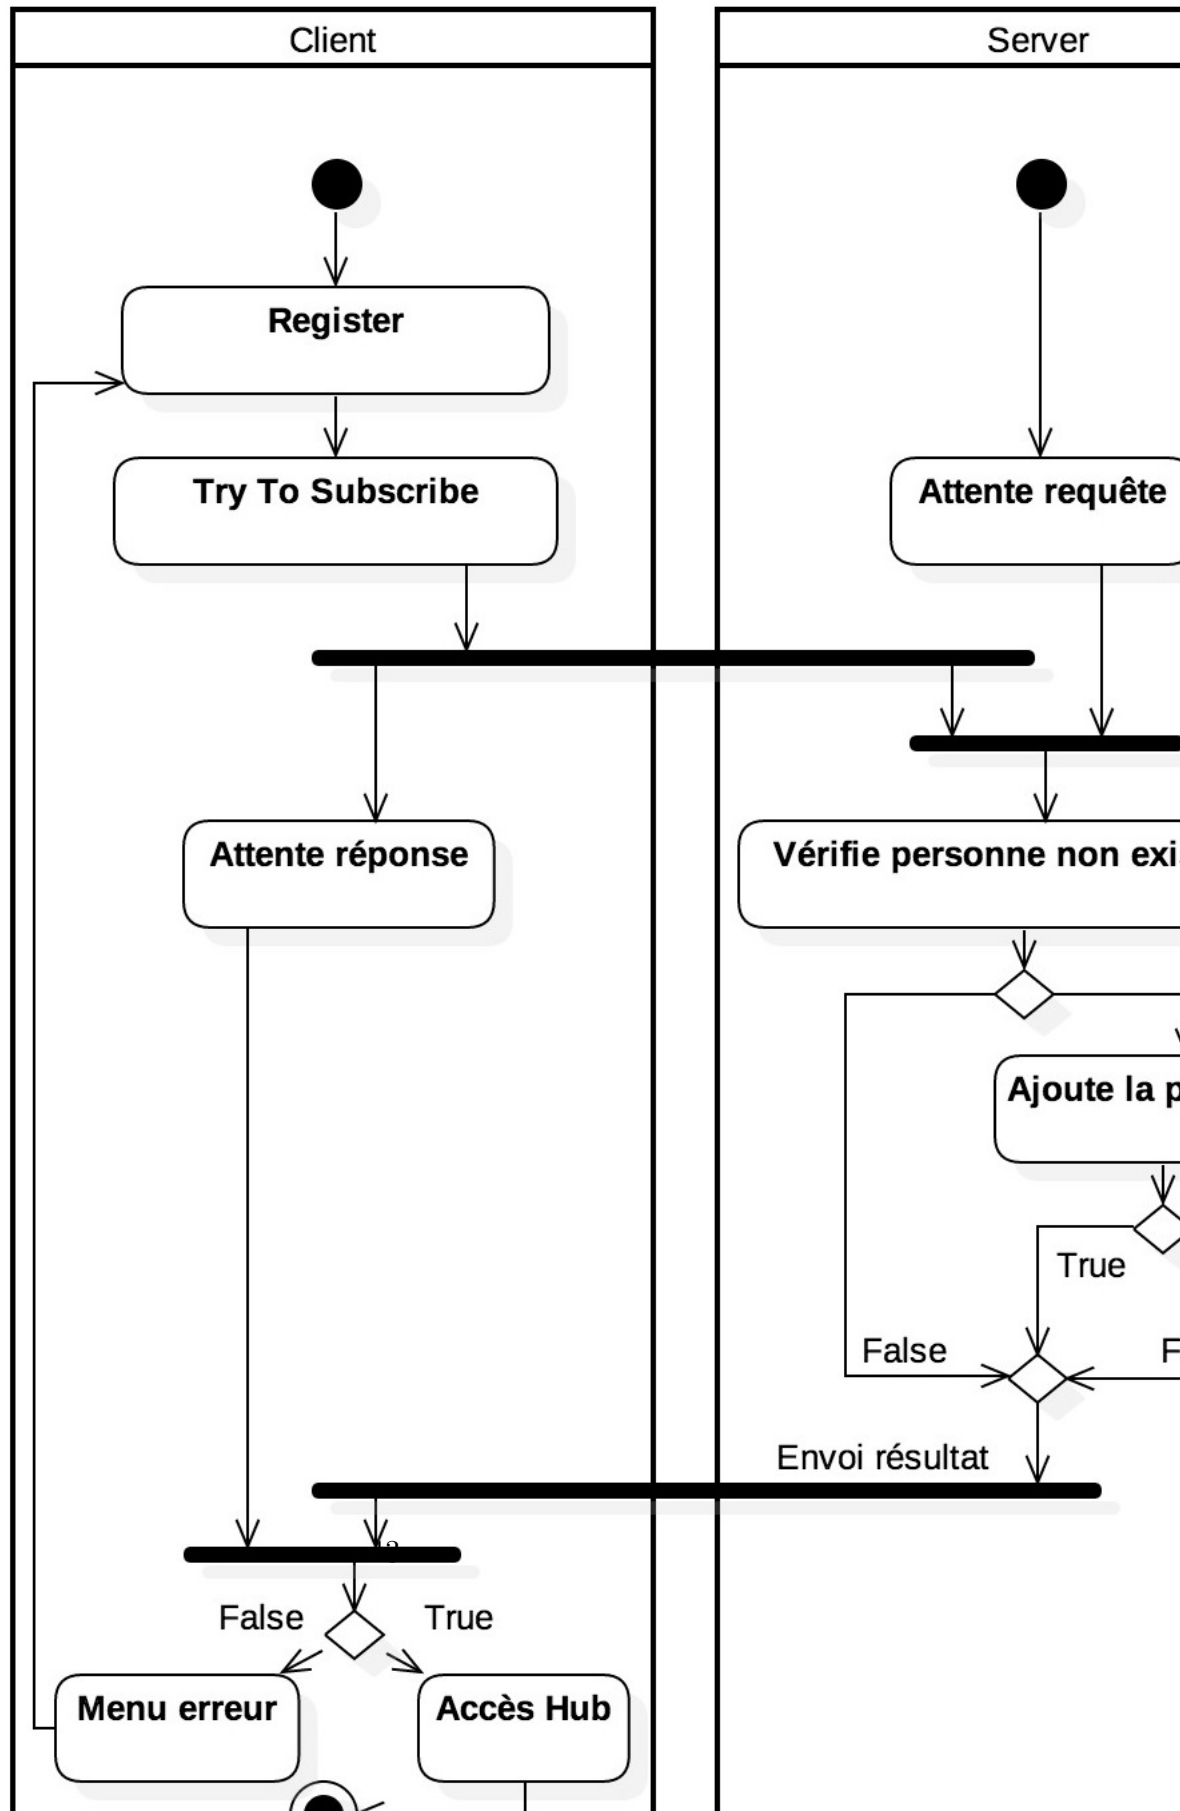 Client
Server
Register
Try To Subscribe
Attente requête
Attente réponse
Vérifie personne non exi
Ajoute la p
True
False
F
Envoi résultat
False
True
Menu erreur
Accès Hub